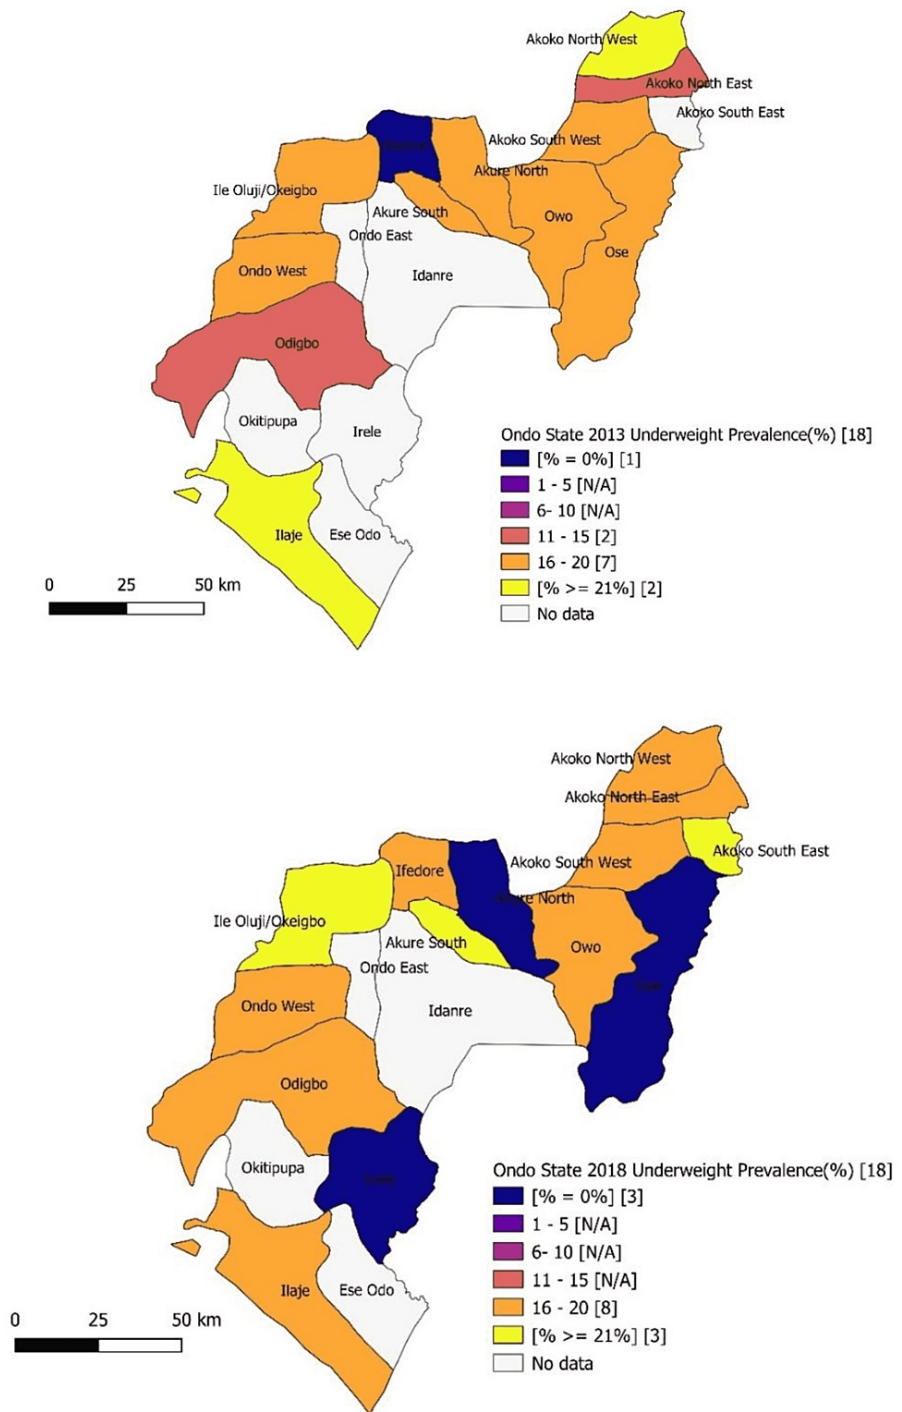 Akoko North West
Akoko North East
Akoko South East
Akoko South West
Akure North
Ile Oluji/Okeigbo
Akure South
Owo
Ondo East
Ose
Ondo West
Idanre
Odigbo
Okitipupa
Irele
Ilaje
Ese Odo
Ondo State 2013 Underweight Prevalence(%) [18]
[% = 0%] [1]
1 - 5 [N/A]
6- 10 [N/A]
11 - 15 [2]
16 - 20 [7]
[% >= 21%] [2]
No data
0 25 50 km
Akoko North West
Akoko North East
Akoko South East
Akoko South West
Ifedore
Akure North
Ile Oluji/Okeigbo
Akure South
Owo
Ondo East
Ondo West
Idanre
Odigbo
Okitipupa
Ilaje
Ese Odo
Ondo State 2018 Underweight Prevalence(%) [18]
[% = 0%] [3]
1 - 5 [N/A]
6- 10 [N/A]
11 - 15 [N/A]
16 - 20 [8]
[% >= 21%] [3]
No data
0 25 50 km